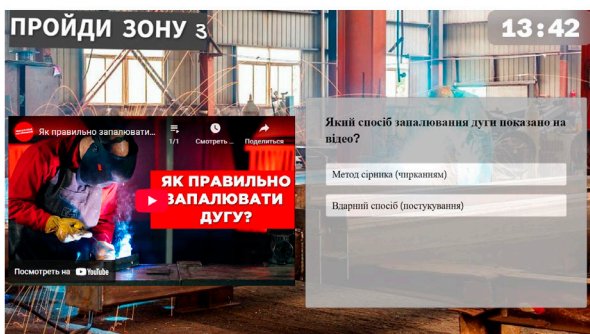 ПРОЙДИ ЗОНУ 3
13:42
Як правильно запалювати...
1/1
Смотреть ...
Поделиться
ЯК ПРАВИЛЬНО
ЗАПАЛЮВАТИ
ДУГУ?
Посмотреть на YouTube
Який спосіб запалювання дуги показано на
відео?
Метод сірника (чирканням)
Вдарний спосіб (постукування)